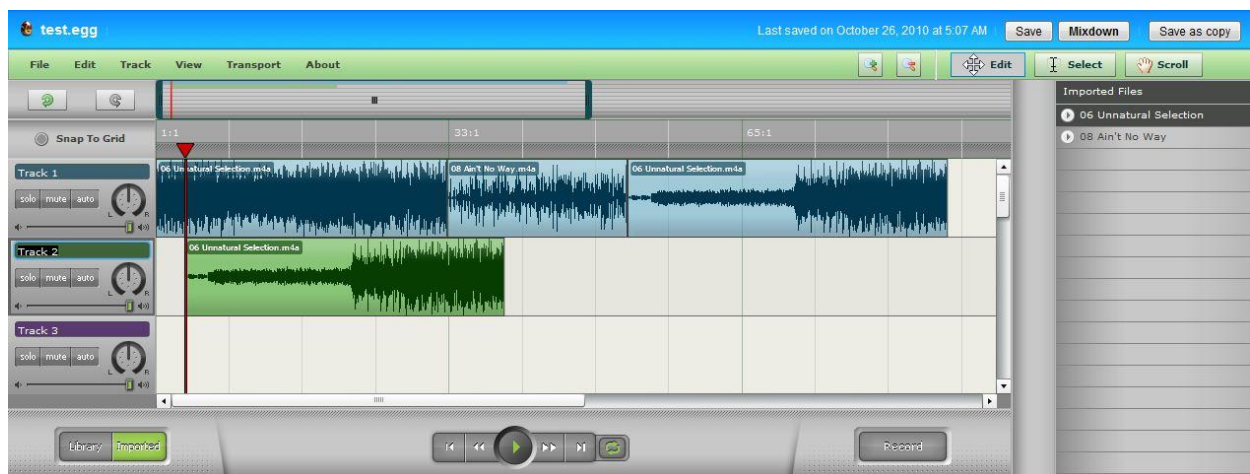 test.egg Last saved on October 26, 2010 at 5:07 AM Save Mixdown Save as copy
File Edit Track View Transport About Edit Select Scroll
Imported Files
06 Unnatural Selection
08 Ain't No Way
Snap To Grid 1:1 33:1 65:1
Track 1 06 Unnatural Selection.m4a 08 Ain't No Way.m4a 06 Unnatural Selection.m4a
solo mute auto
L R
Track 2 06 Unnatural Selection.m4a
solo mute auto
L R
Track 3
solo mute auto
L R
Library Imported Record